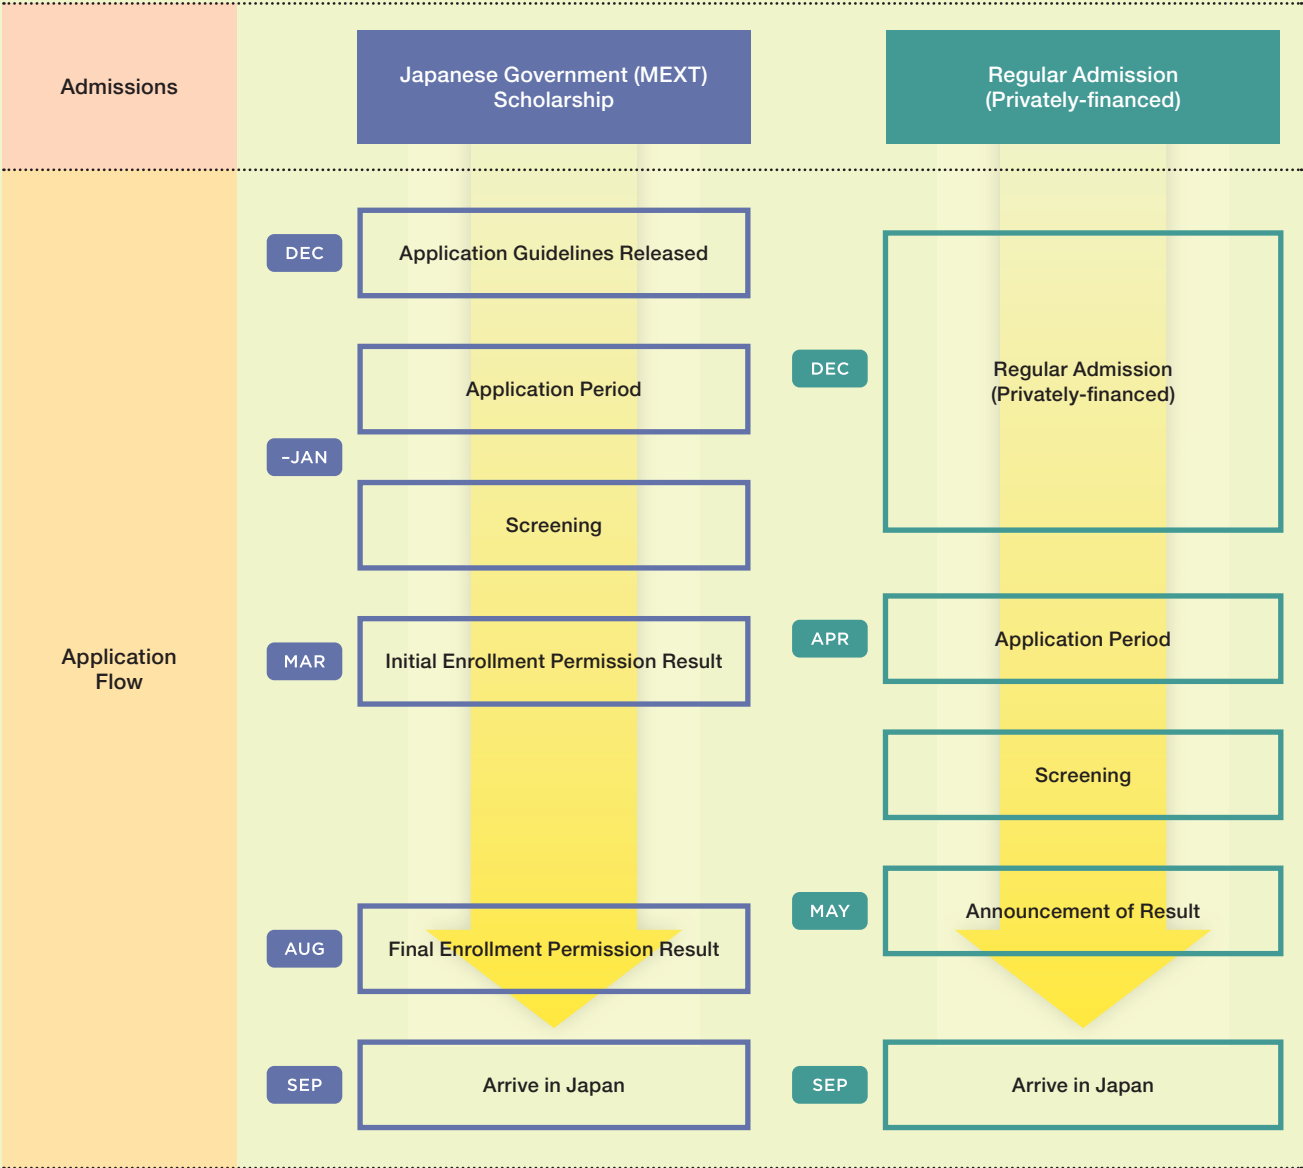 Admissions
Japanese Government (MEXT)
Scholarship
Regular Admission
(Privately-financed)
Application
Flow
DEC
Application Guidelines Released
Application Period
–JAN
Screening
MAR
Initial Enrollment Permission Result
AUG
Final Enrollment Permission Result
SEP
Arrive in Japan
DEC
Regular Admission
(Privately-financed)
APR
Application Period
Screening
MAY
Announcement of Result
SEP
Arrive in Japan